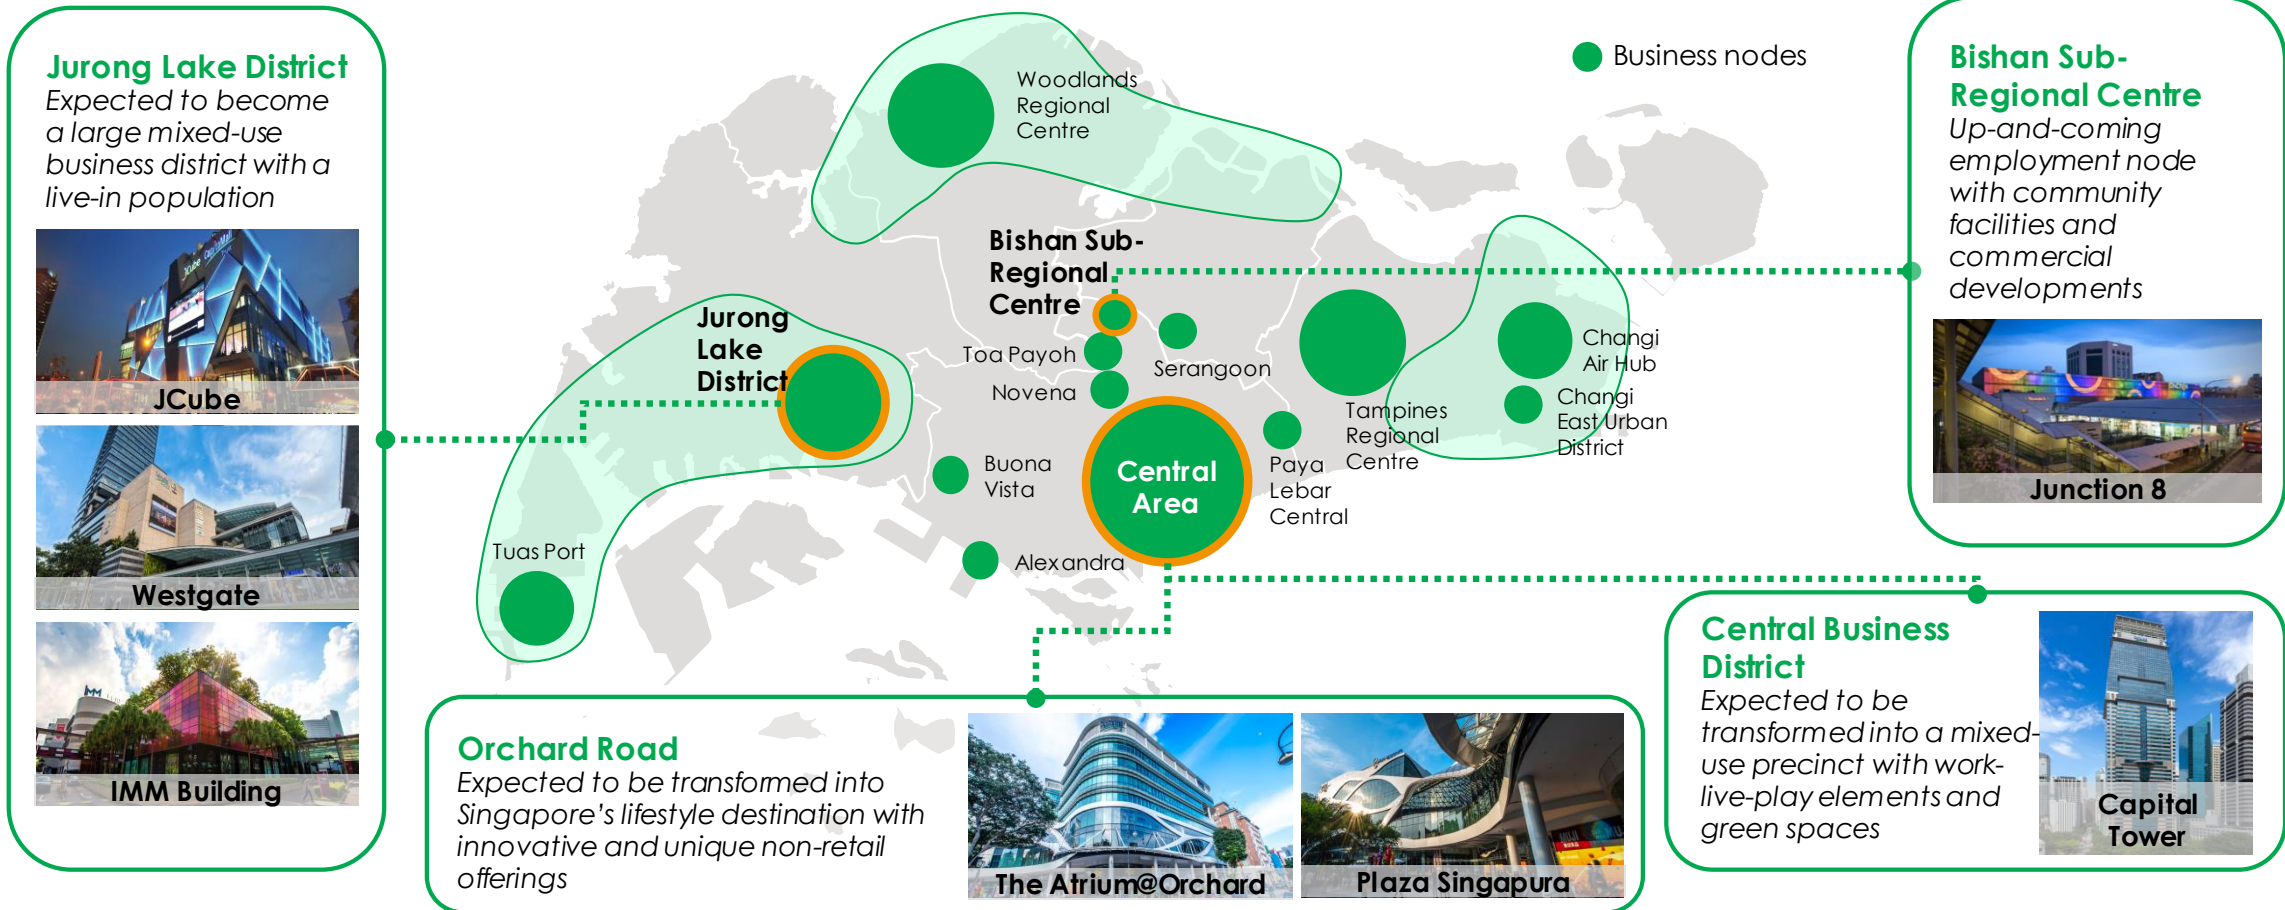 Jurong Lake District
Expected to become
a large mixed-use
business district with a
live-in population
JCube
JCube
Westgate
IMM
IMM Building
Business nodes
Woodlands
Regional
Centre
Bishan Sub-
Regional
Centre
Jurong
Lake
District
Toa Payoh
Novena
Serangoon
Changi
Air Hub
Changi
East Urban
District
Tampines
Regional
Centre
Central
Area
Paya
Lebar
Central
Buona
Vista
Alexandra
Tuas Port
Bishan Sub-
Regional Centre
Up-and-coming
employment node
with community
facilities and
commercial
developments
Junction 8
Orchard Road
Expected to be transformed into
Singapore’s lifestyle destination with
innovative and unique non-retail
offerings
The Atrium@Orchard
MUJI
Plaza Singapura
Central Business
District
Expected to be
transformed into a mixed-
use precinct with work-
live-play elements and
green spaces
Capital
Tower